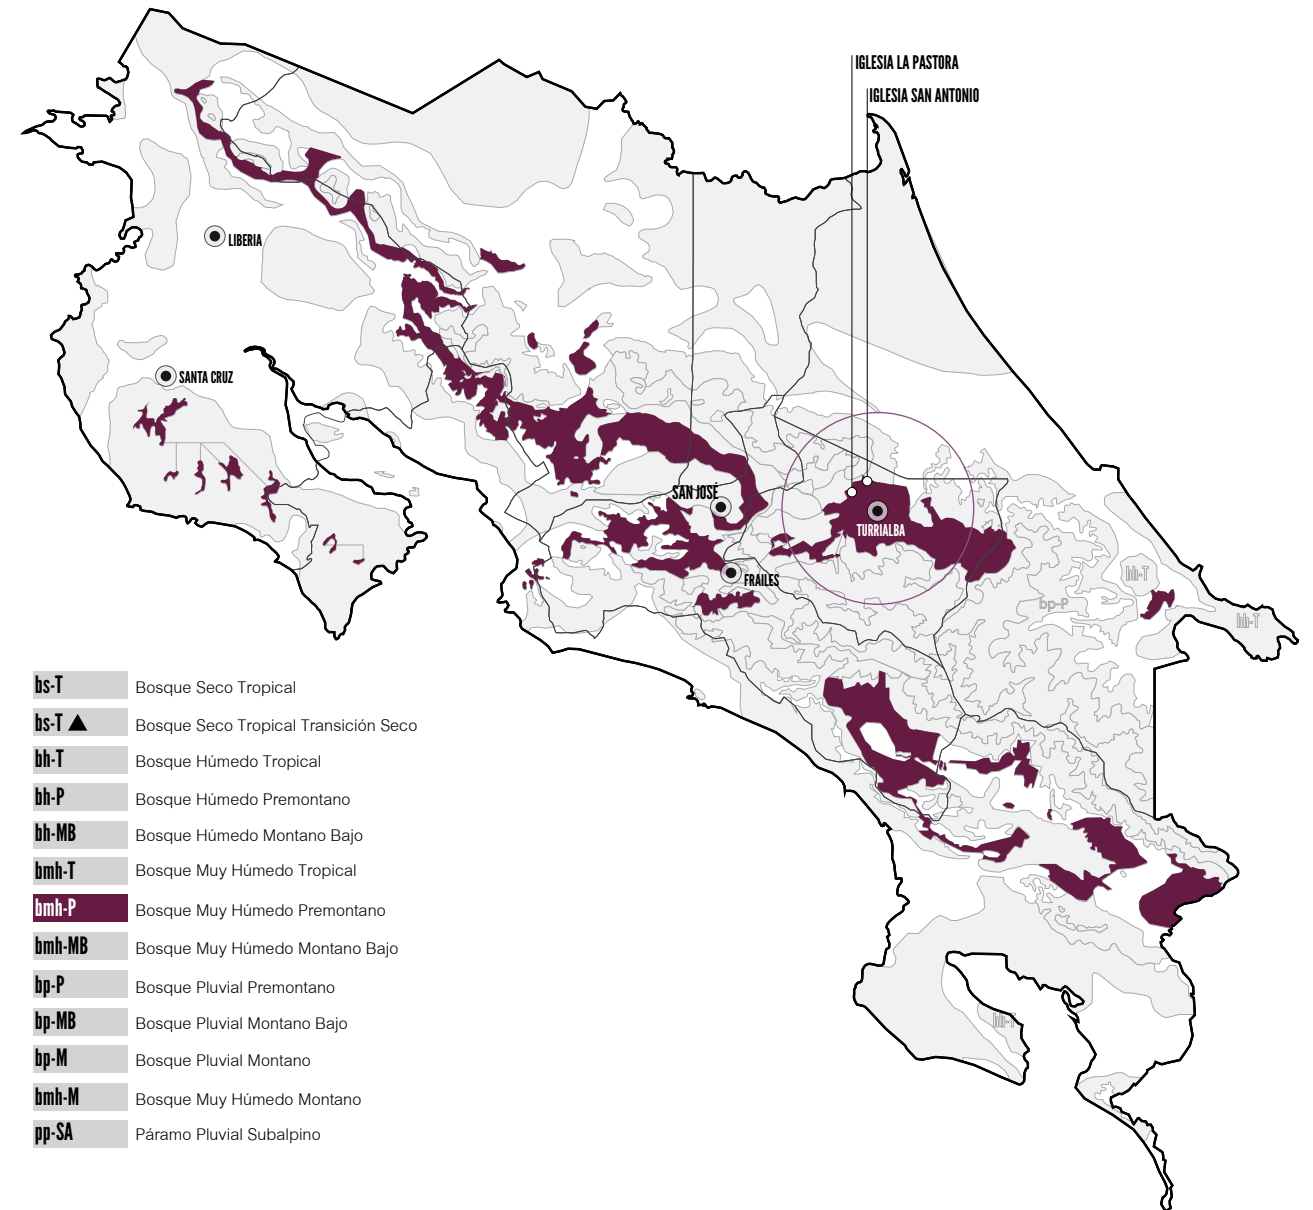 IGLESIA LA PASTORA
IGLESIA SAN ANTONIO
LIBERIA
SANTA CRUZ
SAN JOSÉ
TURRIALBA
FRAILES
bh-T
bp-P
bh-T
bh-T
bs-T Bosque Seco Tropical
bs-T ▲ Bosque Seco Tropical Transición Seco
bh-T Bosque Húmedo Tropical
bh-P Bosque Húmedo Premontano
bh-MB Bosque Húmedo Montano Bajo
bmh-T Bosque Muy Húmedo Tropical
bmh-P Bosque Muy Húmedo Premontano
bmh-MB Bosque Muy Húmedo Montano Bajo
bp-P Bosque Pluvial Premontano
bp-MB Bosque Pluvial Montano Bajo
bp-M Bosque Pluvial Montano
bmh-M Bosque Muy Húmedo Montano
pp-SA Páramo Pluvial Subalpino